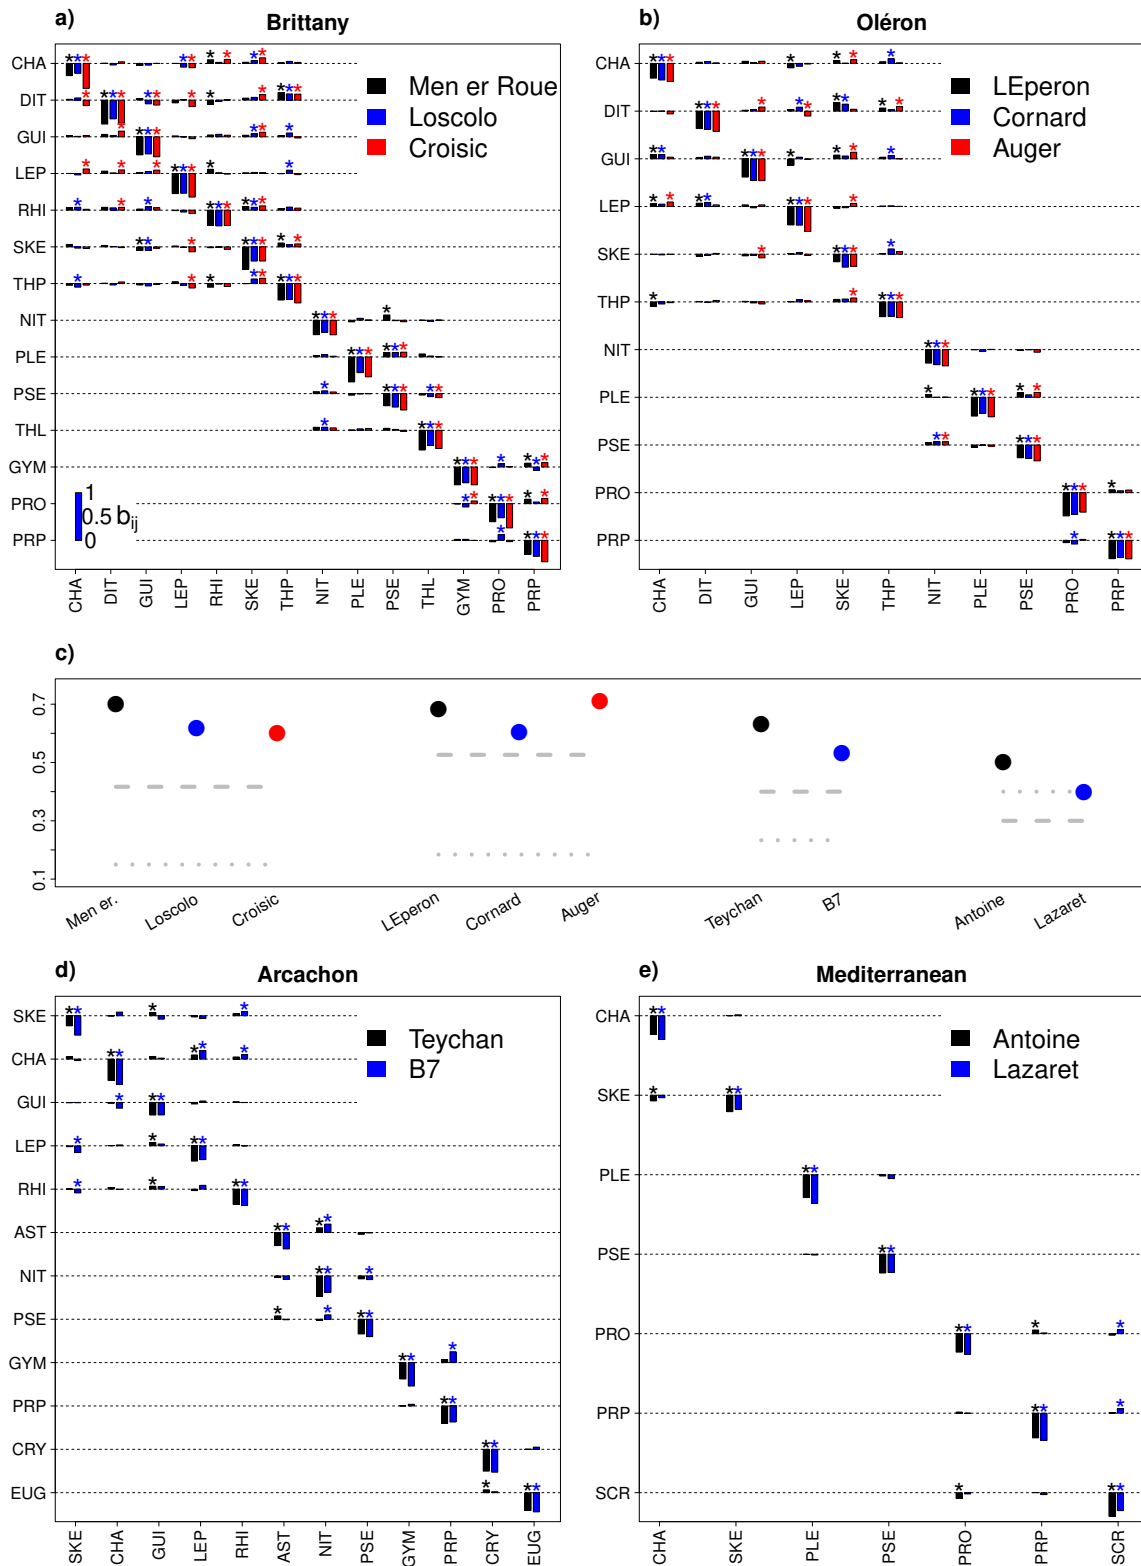 a) Brittany
CHA
DIT
GUI
LEP
RHI
SKE
THP
NIT
PLE
PSE
THL
GYM
PRO
PRP
Men er Roue
Loscolo
Croisic
1
0.5 bij
0
CHA DIT GUI LEP RHI SKE THP NIT PLE PSE THL GYM PRO PRP
b) Oléron
CHA
DIT
GUI
LEP
SKE
THP
NIT
PLE
PSE
PRO
PRP
LEperon
Cornard
Auger
CHA DIT GUI LEP SKE THP NIT PLE PSE PRO PRP
c)
0.7
0.5
0.3
0.1
Men er. Loscolo Croisic LEperon Cornard Auger Teychan B7 Antoine Lazaret
d) Arcachon
SKE
CHA
GUI
LEP
RHI
AST
NIT
PSE
GYM
PRP
CRY
EUG
Teychan
B7
SKE CHA GUI LEP RHI AST NIT PSE GYM PRP CRY EUG
e) Mediterranean
CHA
SKE
PLE
PSE
PRO
PRP
SCR
Antoine
Lazaret
CHA SKE PLE PSE PRO PRP SCR